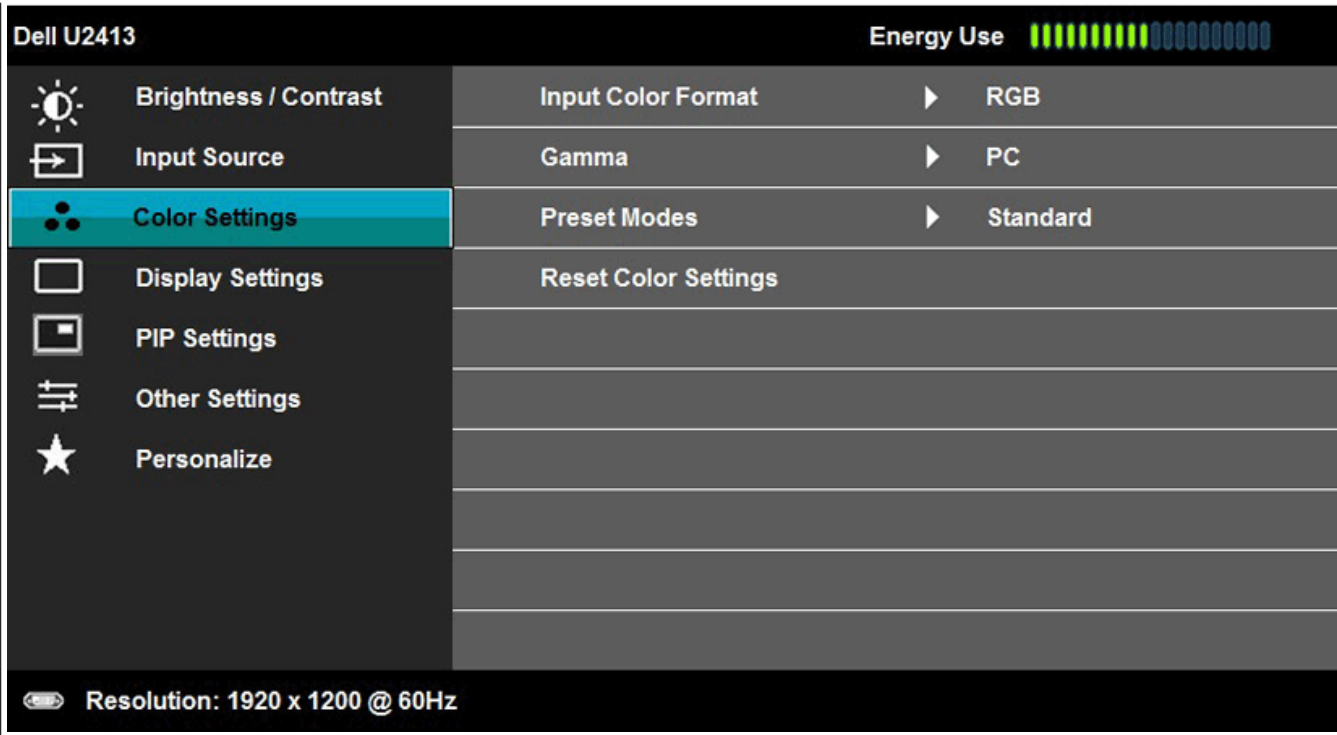 Dell U2413 Energy Use
Brightness / Contrast Input Color Format RGB
Input Source Gamma PC
Color Settings Preset Modes Standard
Display Settings Reset Color Settings
PIP Settings
Other Settings
Personalize
Resolution: 1920 x 1200 @ 60Hz